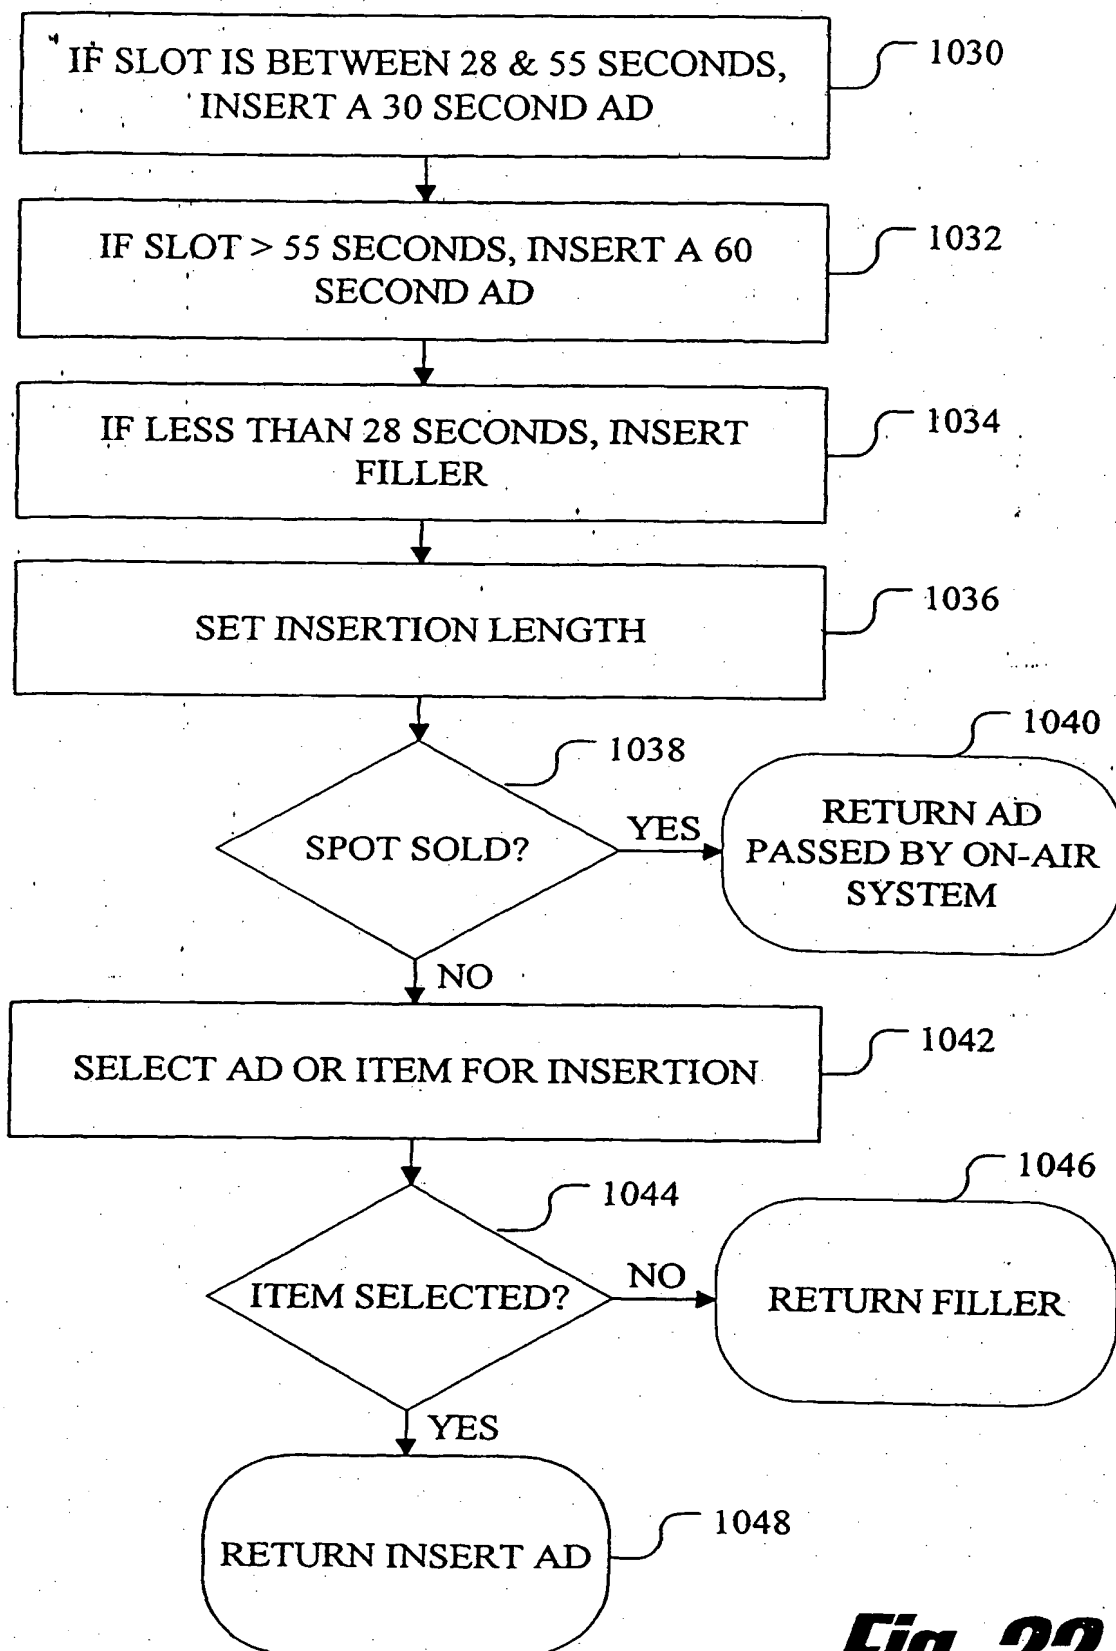 IF SLOT IS BETWEEN 28 & 55 SECONDS,
INSERT A 30 SECOND AD
1030
IF SLOT > 55 SECONDS, INSERT A 60
SECOND AD
1032
IF LESS THAN 28 SECONDS, INSERT
FILLER
1034
SET INSERTION LENGTH
1036
SPOT SOLD?
1038
YES
RETURN AD
PASSED BY ON-AIR
SYSTEM
1040
NO
SELECT AD OR ITEM FOR INSERTION
1042
ITEM SELECTED?
1044
NO
RETURN FILLER
1046
YES
RETURN INSERT AD
1048
Fig. 22